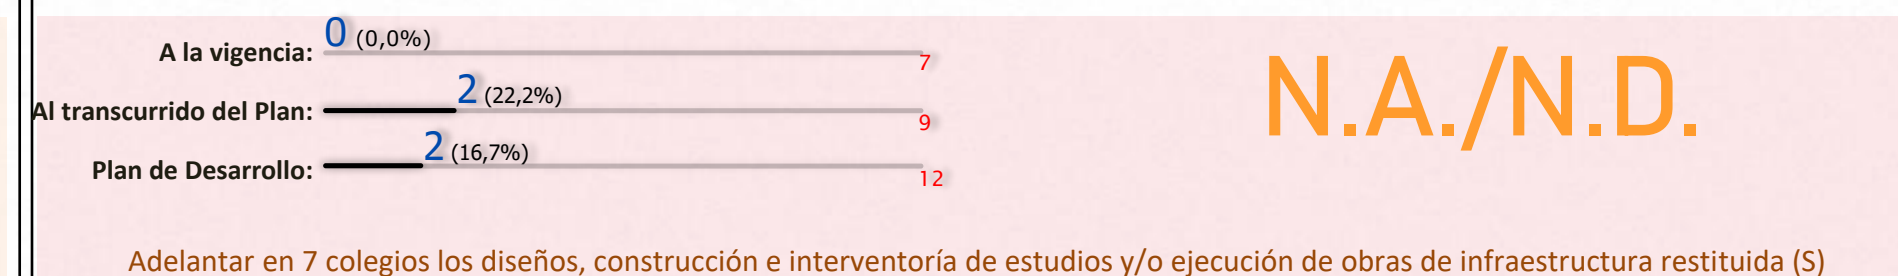 A la vigencia: 0 (0,0%) 7
Al transcurrido del Plan: 2 (22,2%) 9
Plan de Desarrollo: 2 (16,7%) 12
N.A./N.D.
Adelantar en 7 colegios los diseños, construcción e interventoría de estudios y/o ejecución de obras de infraestructura restituida (S)